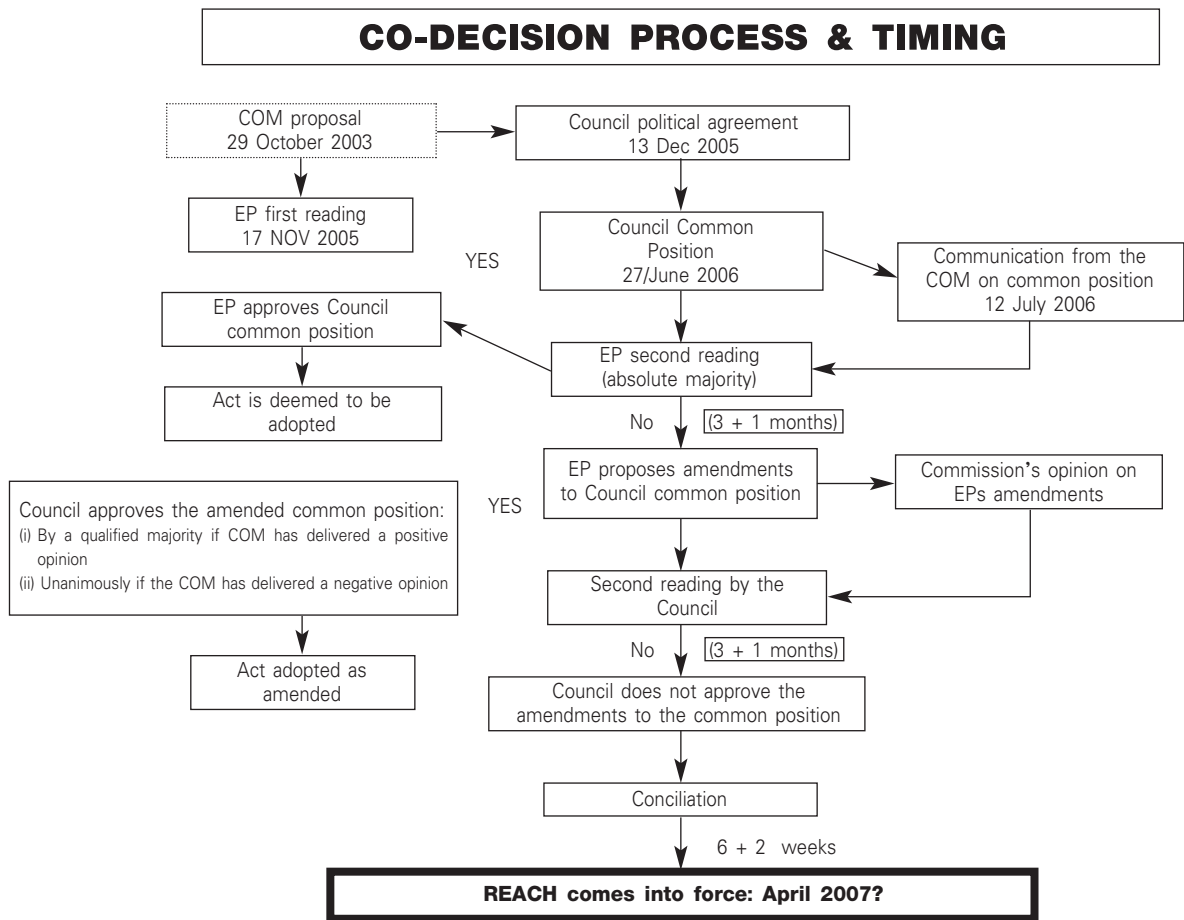 CO-DECISION PROCESS & TIMING
COM proposal
29 October 2003
Council political agreement
13 Dec 2005
EP first reading
17 NOV 2005
Council Common
Position
27/June 2006
YES
Communication from the
COM on common position
12 July 2006
EP approves Council
common position
EP second reading
(absolute majority)
Act is deemed to be
adopted
No
(3 + 1 months)
EP proposes amendments
to Council common position
Commission's opinion on
EPs amendments
YES
Council approves the amended common position:
(i) By a qualified majority if COM has delivered a positive
opinion
(ii) Unanimously if the COM has delivered a negative opinion
Second reading by the
Council
No
(3 + 1 months)
Act adopted as
amended
Council does not approve the
amendments to the common position
Conciliation
6 + 2 weeks
REACH comes into force: April 2007?